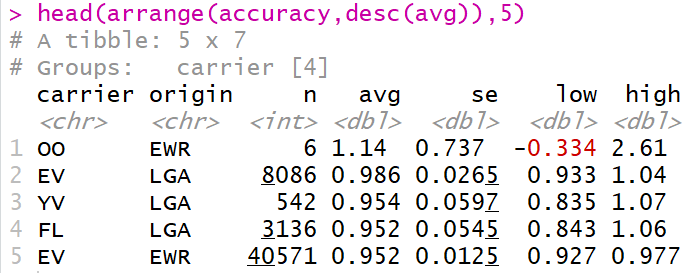 > head(arrange(accuracy,desc(avg)),5)
# A tibble: 5 x 7
# Groups:   carrier [4]
  carrier origin     n   avg     se    low  high
  <chr>   <chr>  <int> <dbl>  <dbl>  <dbl> <dbl>
1 OO      EWR        6 1.14  0.737  -0.334 2.61
2 EV      LGA     8086 0.986 0.0265  0.933 1.04
3 YV      LGA      542 0.954 0.0597  0.835 1.07
4 FL      LGA     3136 0.952 0.0545  0.843 1.06
5 EV      EWR    40571 0.952 0.0125  0.927 0.977